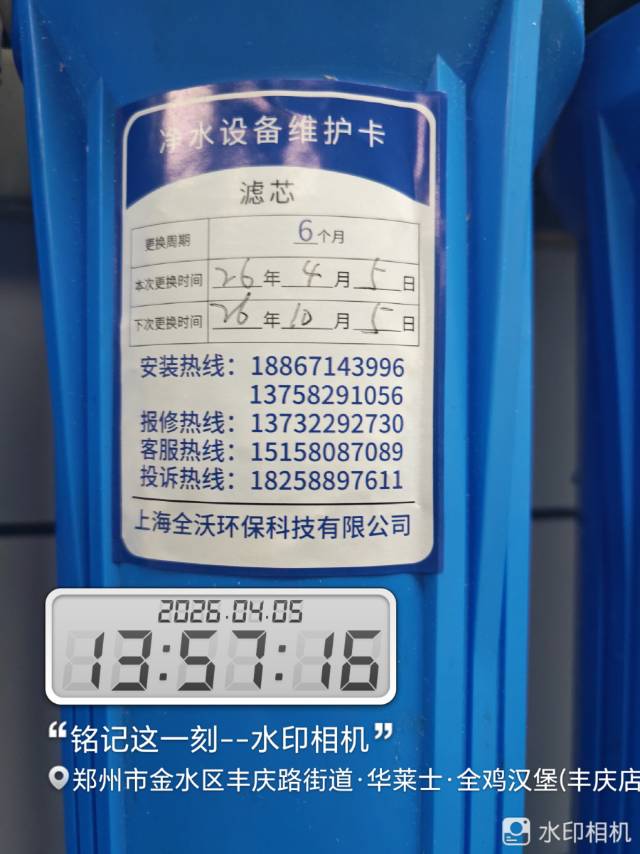 净水设备维护卡
滤芯
更换周期 6个月
本次更换时间 26年4月5日
下次更换时间 26年10月5日
安装热线：18867143996
13758291056
报修热线：13732292730
客服热线：15158087089
投诉热线：18258897611
上海全沃环保科技有限公司
2026.04.05
13:57:16
“铭记这一刻--水印相机”
郑州市金水区丰庆路街道·华莱士·全鸡汉堡(丰庆店
水印相机